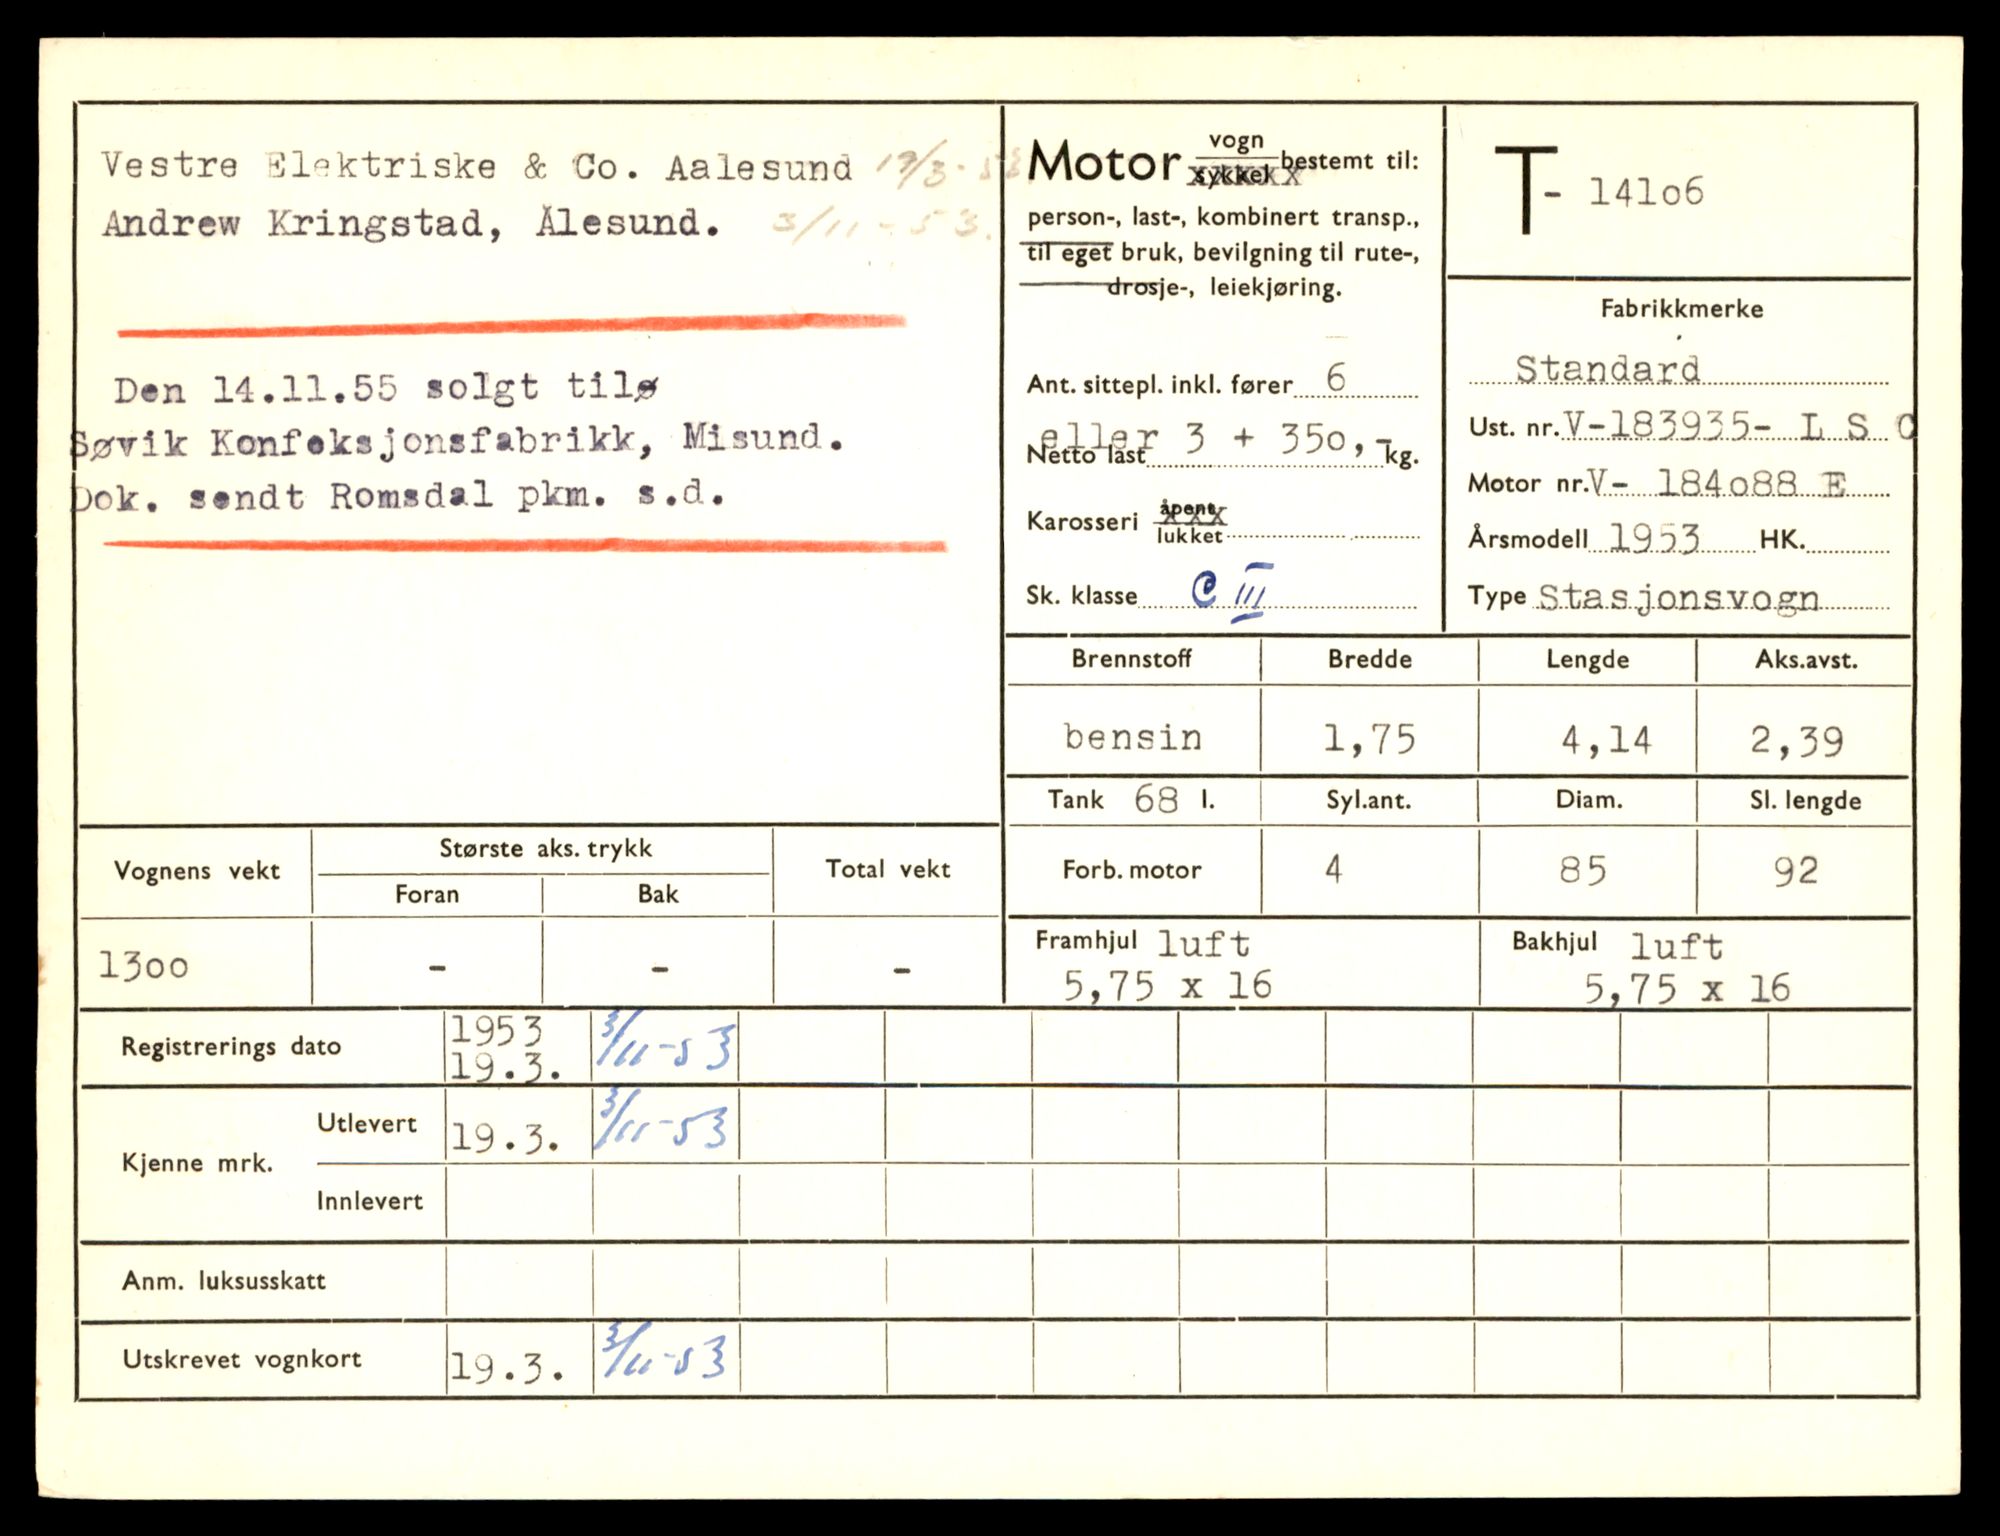 Vestre Elektriske & Co. Aalesund 19/3-53.
Andrew Kringstad, Ålesund. 3/11-53.
Den 14.11.55 solgt tilø
Søvik Konfeksjonsfabrikk, Misund.
Dok. sendt Romsdal pkm. s.d.
Motor vogn sykkel bestemt til:
person-, last-, kombinert transp.,
til eget bruk, bevilgning til rute-,
drosje-, leiekjøring.
Ant. sittepl. inkl. fører 6
eller 3 + 35o,-
Netto last kg.
Karosseri åpent lukket
Sk. klasse C III
T- 141o6
Fabrikkmerke
Standard
Ust. nr. V-183935- L S C
Motor nr. V- 184o88 E
Årsmodell 1953 HK.
Type Stasjonsvogn
Brennstoff Bredde Lengde Aks.avst.
bensin 1,75 4,14 2,39
Tank 68 l. Syl.ant. Diam. Sl. lengde
Forb. motor 4 85 92
Framhjul luft Bakhjul luft
5,75 x 16 5,75 x 16
Vognens vekt Største aks. trykk Total vekt
Foran Bak
13oo - - -
Registrerings dato 1953 19.3. 3/11-53
Kjenne mrk. Utlevert 19.3. 3/11-53
Innlevert
Anm. luksusskatt
Utskrevet vognkort 19.3. 3/11-53